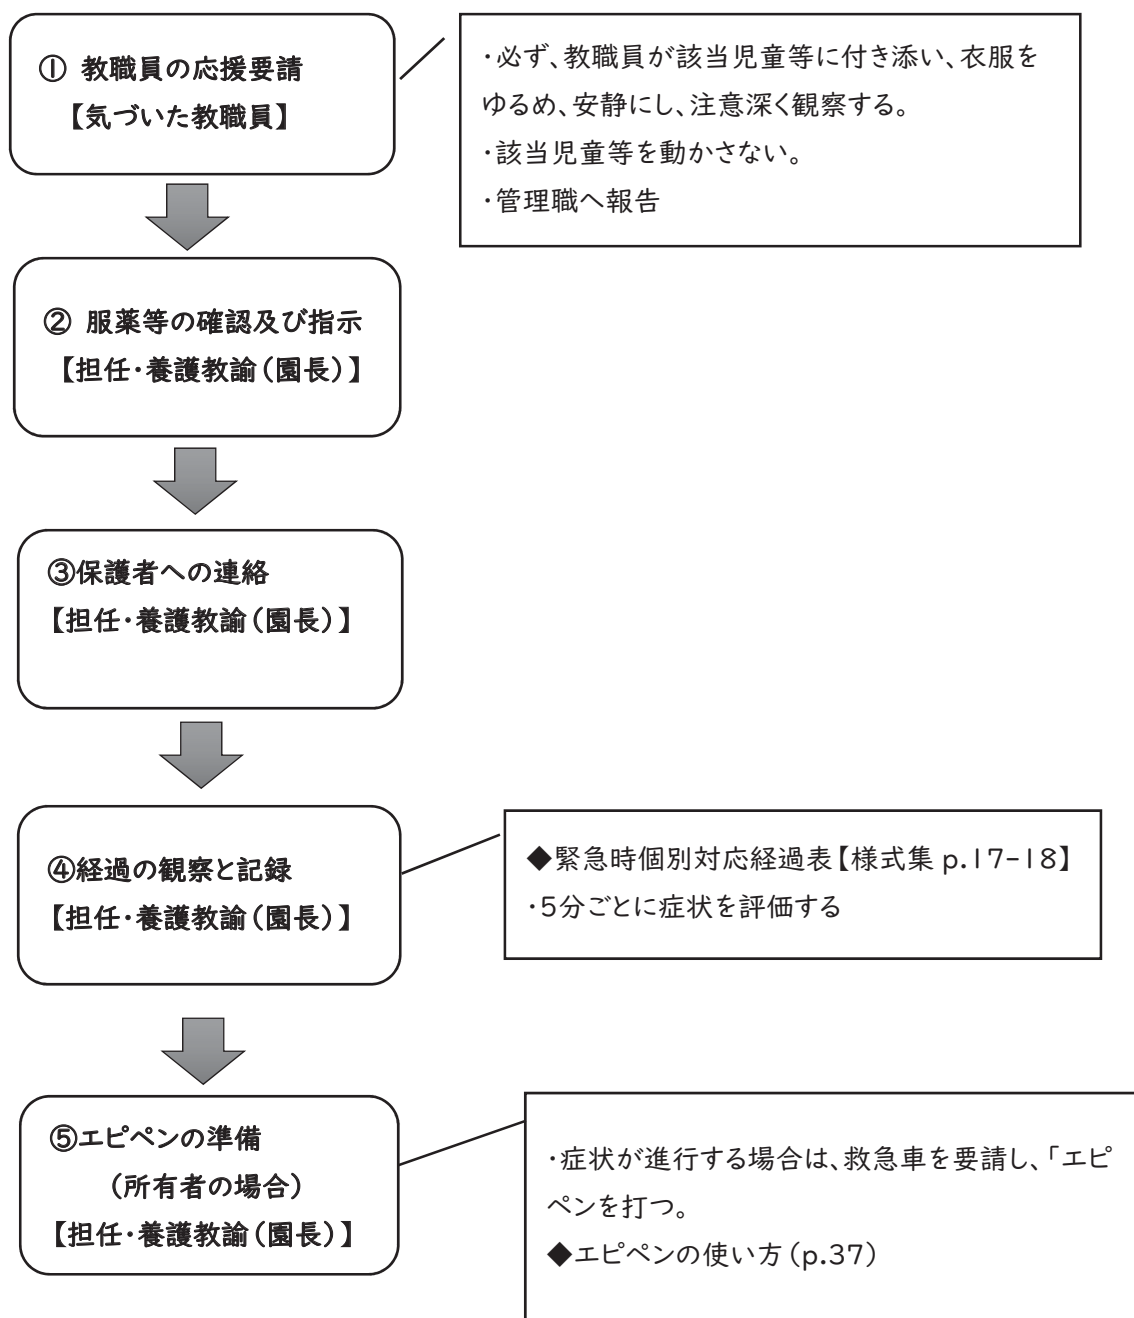 ① 教職員の応援要請
【気づいた教職員】
・必ず、教職員が該当児童等に付き添い、衣服を
ゆるめ、安静にし、注意深く観察する。
・該当児童等を動かさない。
・管理職へ報告
② 服薬等の確認及び指示
【担任・養護教諭（園長）】
③保護者への連絡
【担任・養護教諭（園長）】
④経過の観察と記録
【担任・養護教諭（園長）】
◆緊急時個別対応経過表【様式集 p.17-18】
・5分ごとに症状を評価する
⑤エピペンの準備
（所有者の場合）
【担任・養護教諭（園長）】
・症状が進行する場合は、救急車を要請し、「エピ
ペンを打つ。
◆エピペンの使い方（p.37）